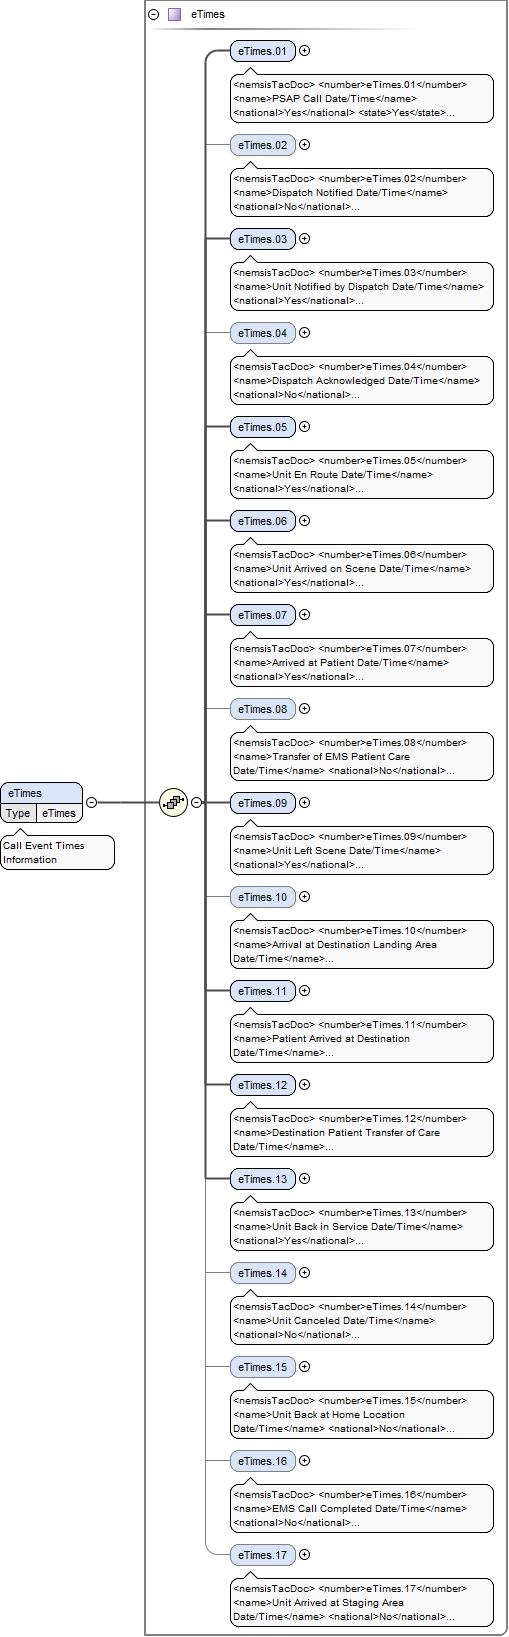 eTimes
eTimes.01
<nemsisTacDoc> <number>eTimes.01</number>
<name>PSAP Call Date/Time</name>
<national>Yes</national> <state>Yes</state>...
eTimes.02
<nemsisTacDoc> <number>eTimes.02</number>
<name>Dispatch Notified Date/Time</name>
<national>No</national>...
eTimes.03
<nemsisTacDoc> <number>eTimes.03</number>
<name>Unit Notified by Dispatch Date/Time</name>
<national>Yes</national>...
eTimes.04
<nemsisTacDoc> <number>eTimes.04</number>
<name>Dispatch Acknowledged Date/Time</name>
<national>No</national>...
eTimes.05
<nemsisTacDoc> <number>eTimes.05</number>
<name>Unit En Route Date/Time</name>
<national>Yes</national>...
eTimes.06
<nemsisTacDoc> <number>eTimes.06</number>
<name>Unit Arrived on Scene Date/Time</name>
<national>Yes</national>...
eTimes.07
<nemsisTacDoc> <number>eTimes.07</number>
<name>Arrived at Patient Date/Time</name>
<national>Yes</national>...
eTimes.08
<nemsisTacDoc> <number>eTimes.08</number>
<name>Transfer of EMS Patient Care
Date/Time</name> <national>No</national>...
eTimes
Type eTimes
Call Event Times
Information
eTimes.09
<nemsisTacDoc> <number>eTimes.09</number>
<name>Unit Left Scene Date/Time</name>
<national>Yes</national>...
eTimes.10
<nemsisTacDoc> <number>eTimes.10</number>
<name>Arrival at Destination Landing Area
Date/Time</name>...
eTimes.11
<nemsisTacDoc> <number>eTimes.11</number>
<name>Patient Arrived at Destination
Date/Time</name>...
eTimes.12
<nemsisTacDoc> <number>eTimes.12</number>
<name>Destination Patient Transfer of Care
Date/Time</name>...
eTimes.13
<nemsisTacDoc> <number>eTimes.13</number>
<name>Unit Back in Service Date/Time</name>
<national>Yes</national>...
eTimes.14
<nemsisTacDoc> <number>eTimes.14</number>
<name>Unit Canceled Date/Time</name>
<national>No</national>...
eTimes.15
<nemsisTacDoc> <number>eTimes.15</number>
<name>Unit Back at Home Location
Date/Time</name> <national>No</national>...
eTimes.16
<nemsisTacDoc> <number>eTimes.16</number>
<name>EMS Call Completed Date/Time</name>
<national>No</national>...
eTimes.17
<nemsisTacDoc> <number>eTimes.17</number>
<name>Unit Arrived at Staging Area
Date/Time</name> <national>No</national>...